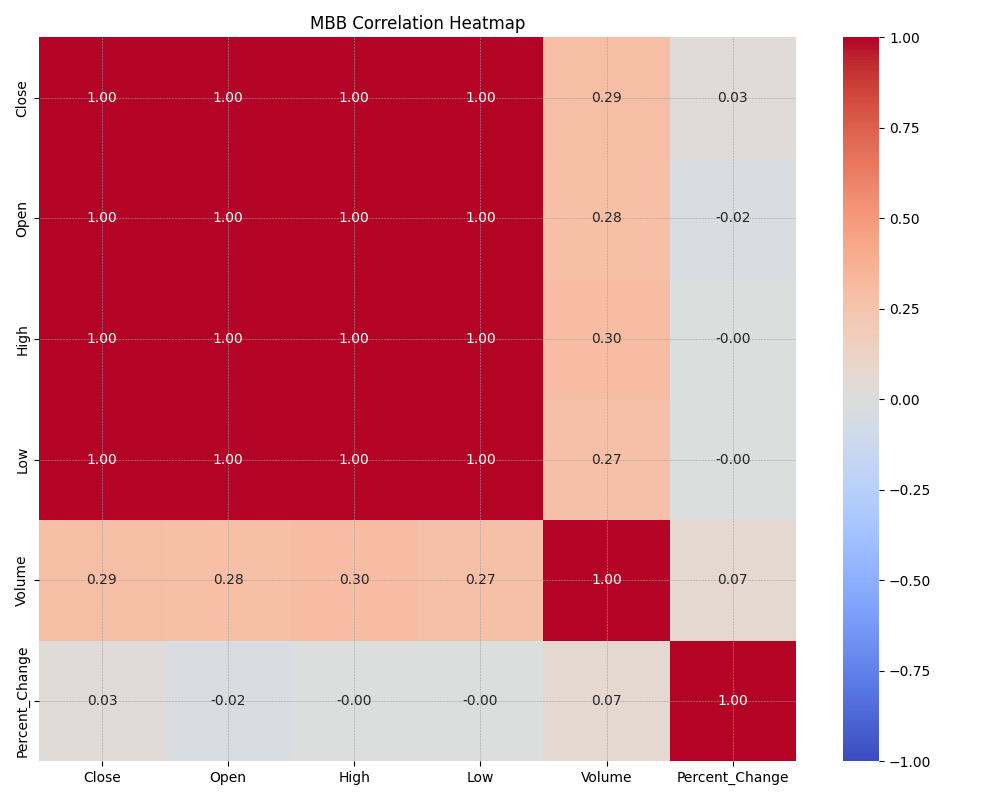 MBB Correlation Heatmap
Close 1.00 1.00 1.00 1.00 0.29 0.03
Open 1.00 1.00 1.00 1.00 0.28 -0.02
High 1.00 1.00 1.00 1.00 0.30 -0.00
Low 1.00 1.00 1.00 1.00 0.27 -0.00
Volume 0.29 0.28 0.30 0.27 1.00 0.07
Percent_Change 0.03 -0.02 -0.00 -0.00 0.07 1.00
Close Open High Low Volume Percent_Change
1.00
0.75
0.50
0.25
0.00
−0.25
−0.50
−0.75
−1.00